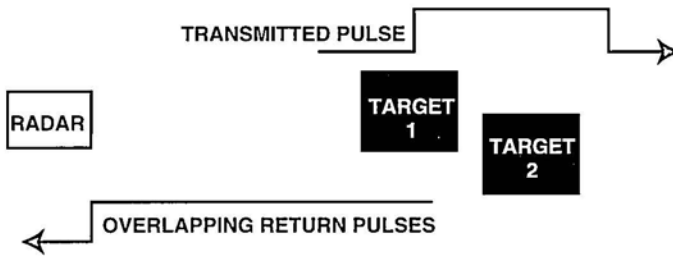 TRANSMITTED PULSE
RADAR
TARGET
1
TARGET
2
OVERLAPPING RETURN PULSES